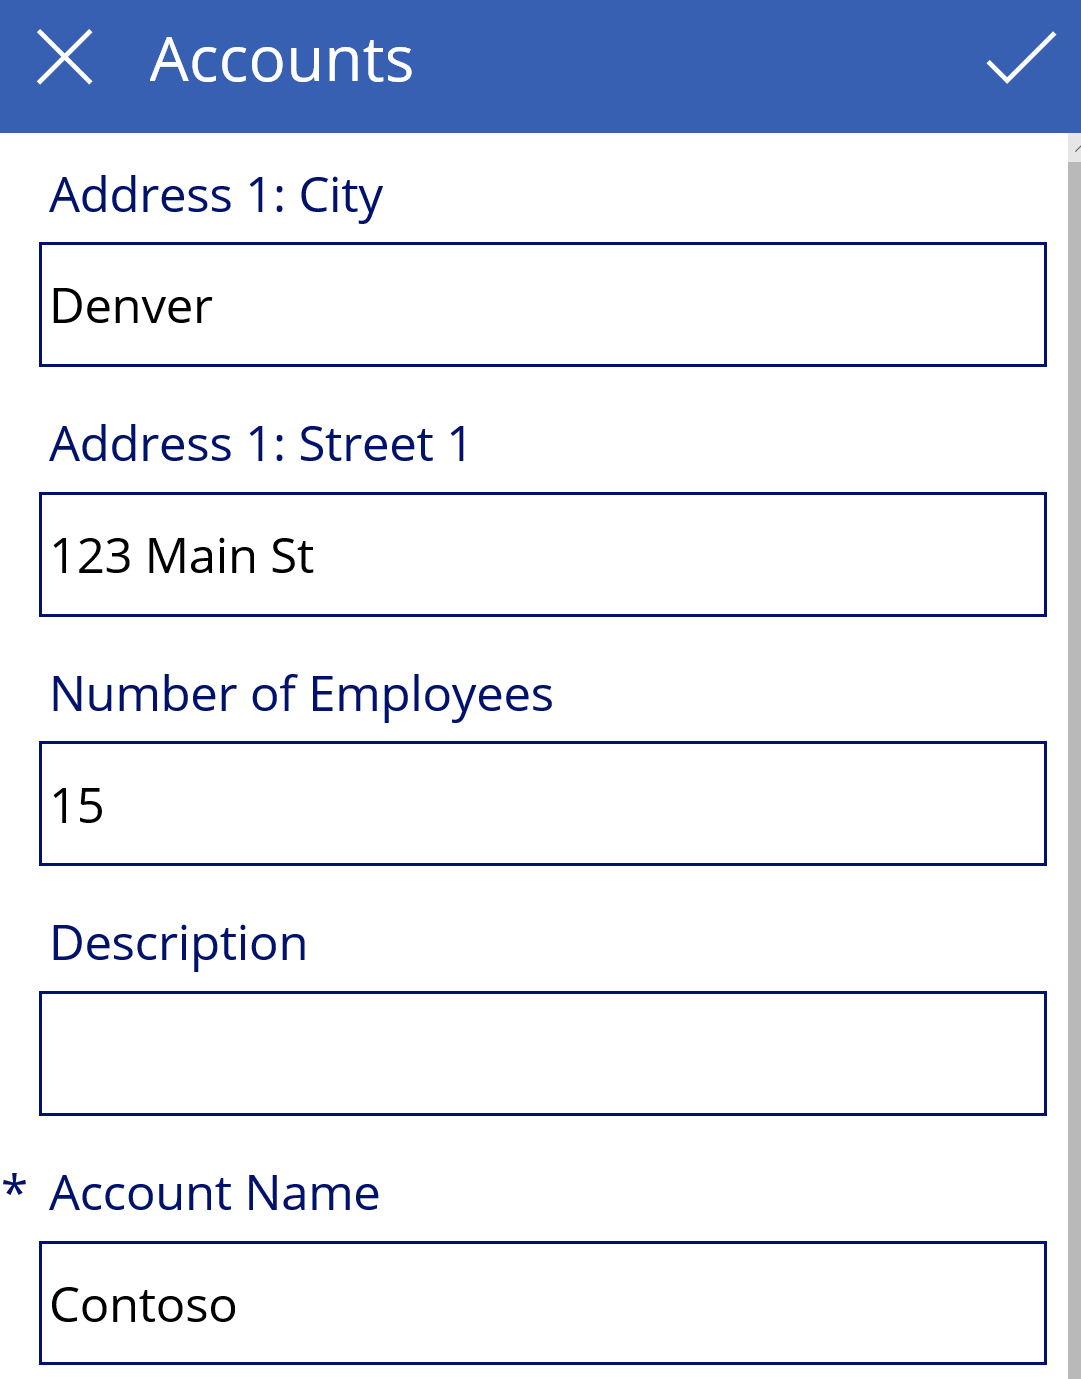 Accounts
Address 1: City
Denver
Address 1: Street 1
123 Main St
Number of Employees
15
Description
* Account Name
Contoso